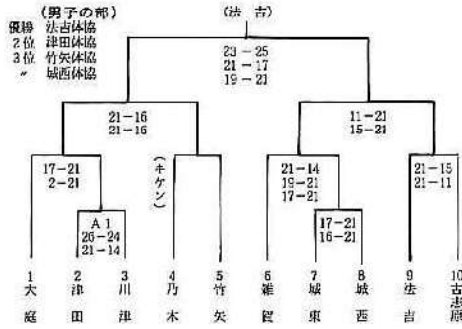 (男子の部)
優勝 法吉体協
2位 津田体協
3位 竹矢体協
〃 城西体協
(法吉)
23-25
21-17
19-21
21-16
21-16
11-21
15-21
17-21
2-21
(キケン)
21-14
19-21
17-21
21-15
21-11
A1
26-24
21-14
17-21
16-21
1 大庭
2 津田
3 川津
4 乃木
5 竹矢
6 雑賀
7 城東
8 城西
9 法吉
10 古志原